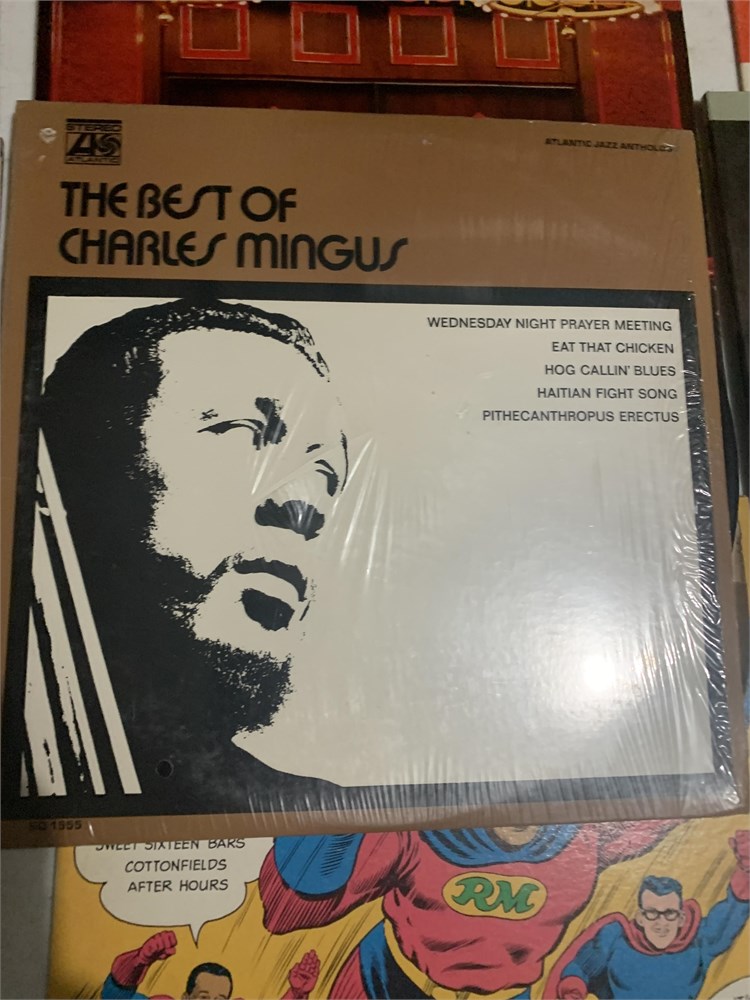 STEREO
ATLANTIC
ATLANTIC JAZZ ANTHOLOGY
THE BEST OF
CHARLES MINGUS
WEDNESDAY NIGHT PRAYER MEETING
EAT THAT CHICKEN
HOG CALLIN' BLUES
HAITIAN FIGHT SONG
PITHECANTHROPUS ERECTUS
SD 1555
SWEET SIXTEEN BARS
COTTONFIELDS
AFTER HOURS
RM